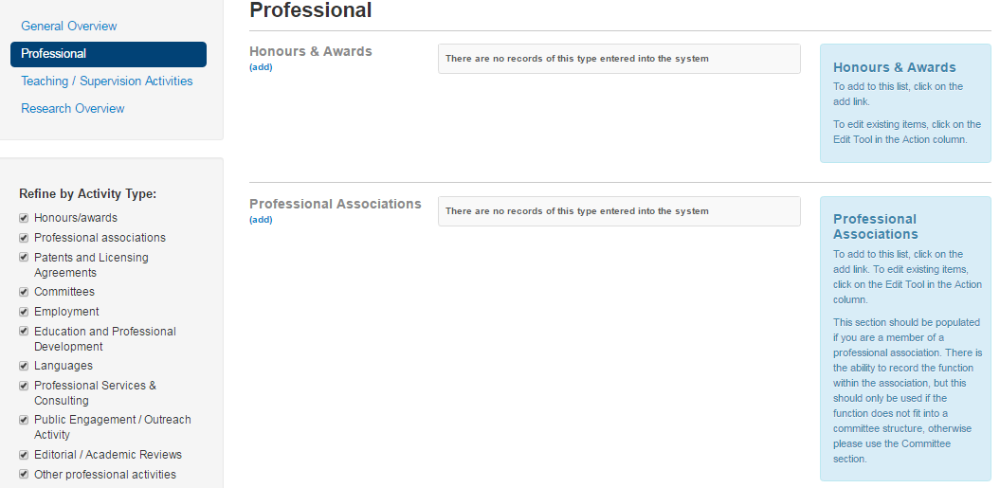 General Overview
Professional
Teaching / Supervision Activities
Research Overview
Refine by Activity Type:
Honours/awards
Professional associations
Patents and Licensing
Agreements
Committees
Employment
Education and Professional
Development
Languages
Professional Services &
Consulting
Public Engagement / Outreach
Activity
Editorial / Academic Reviews
Other professional activities
Professional
Honours & Awards
(add)
There are no records of this type entered into the system
Honours & Awards
To add to this list, click on the
add link.
To edit existing items, click on the
Edit Tool in the Action column.
Professional Associations
(add)
There are no records of this type entered into the system
Professional
Associations
To add to this list, click on the
add link. To edit existing items,
click on the Edit Tool in the Action
column.
This section should be populated
if you are a member of a
professional association. There is
the ability to record the function
within the association, but this
should only be used if the
function does not fit into a
committee structure, otherwise
please use the Committee
section.